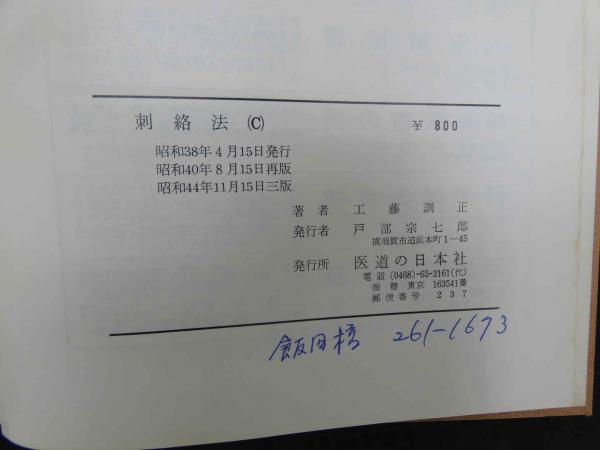 刺絡法 Ⓒ
¥ 800
昭和38年4月15日発行
昭和40年8月15日再版
昭和44年11月15日三版
著者 工藤訓正
発行者 戸部宗七郎
横須賀市追浜本町1-45
発行所 医道の日本社
電話(0468)-65-2161(代)
振替東京163541番
郵便番号 237
飯田橋 261-1673